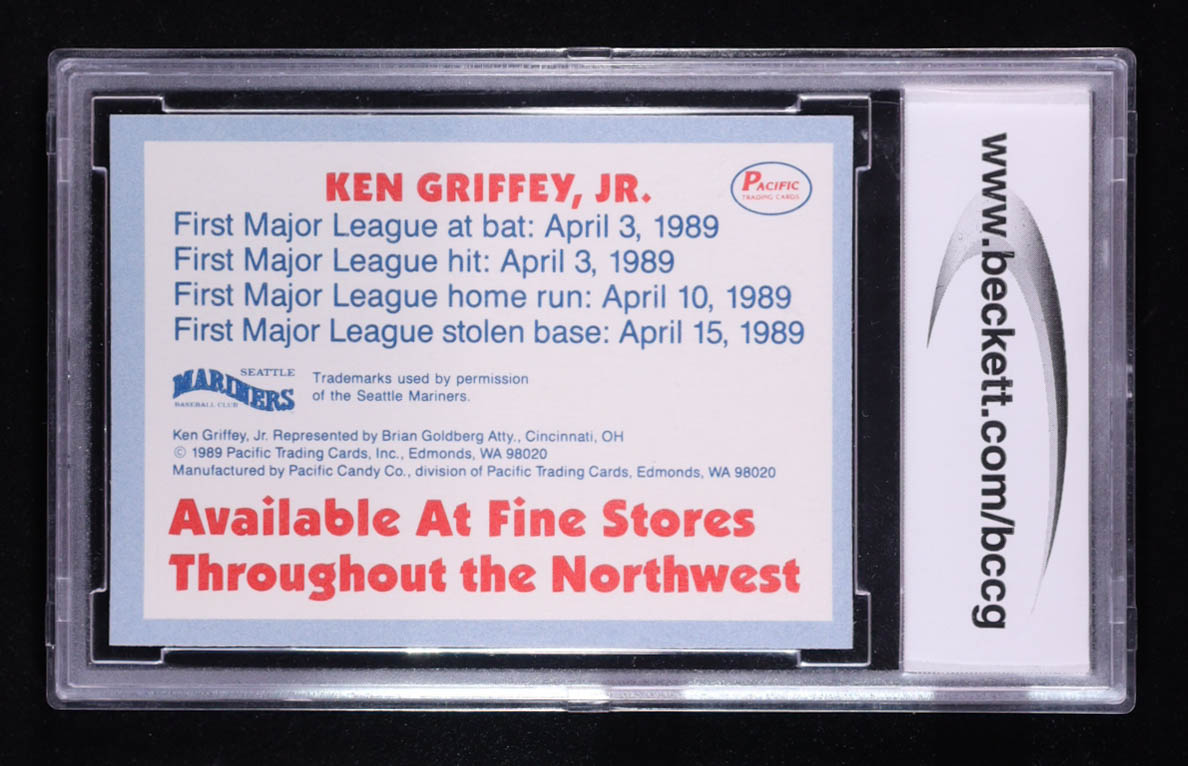 KEN GRIFFEY, JR.
PACIFIC
TRADING CARDS
First Major League at bat: April 3, 1989
First Major League hit: April 3, 1989
First Major League home run: April 10, 1989
First Major League stolen base: April 15, 1989
SEATTLE
MARINERS
BASEBALL CLUB
Trademarks used by permission
of the Seattle Mariners.
Ken Griffey, Jr. Represented by Brian Goldberg Atty., Cincinnati, OH
© 1989 Pacific Trading Cards, Inc., Edmonds, WA 98020
Manufactured by Pacific Candy Co., division of Pacific Trading Cards, Edmonds, WA 98020
Available At Fine Stores
Throughout the Northwest
www.beckett.com/bccg